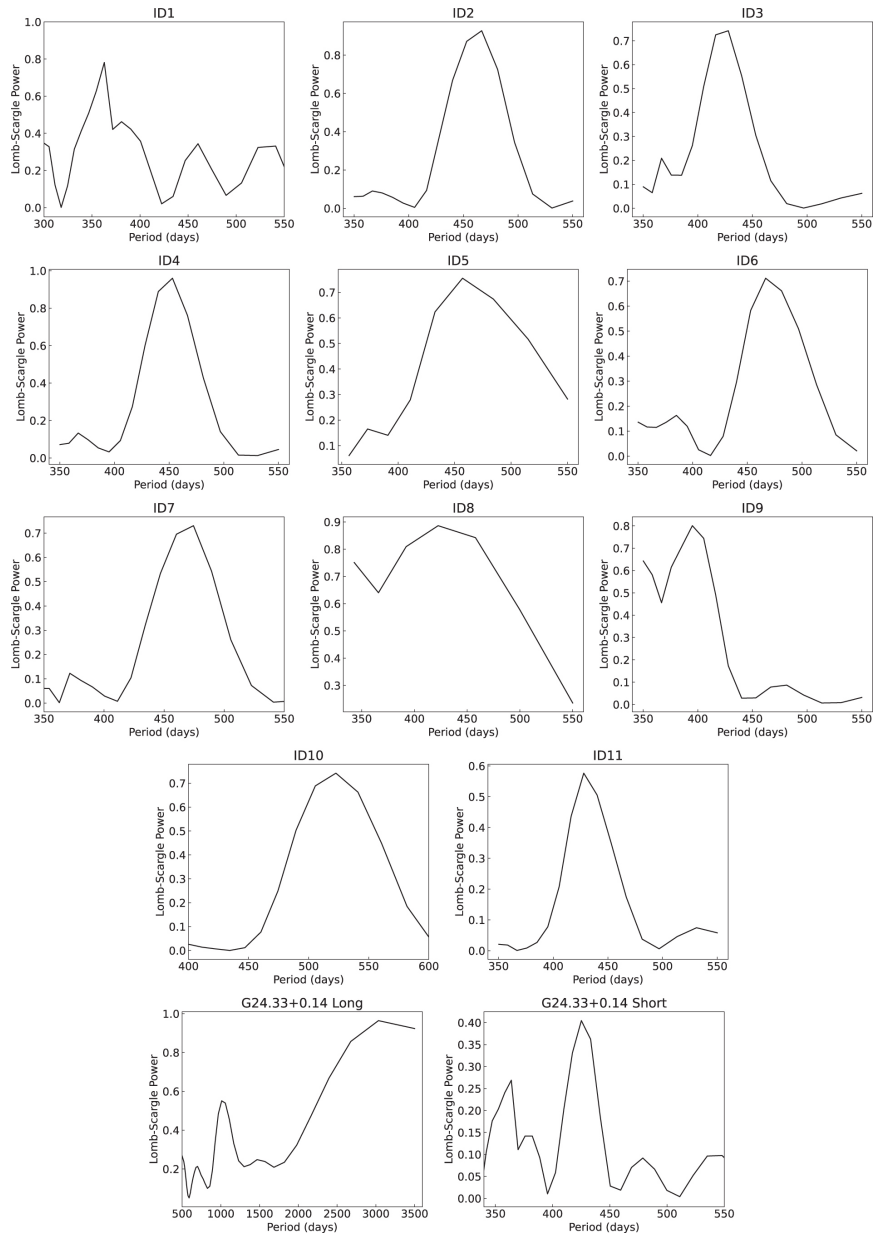 ID1
Lomb-Scargle Power
1.0
0.8
0.6
0.4
0.2
0.0
300 350 400 450 500 550
Period (days)
ID2
Lomb-Scargle Power
0.8
0.6
0.4
0.2
0.0
350 400 450 500 550
Period (days)
ID3
Lomb-Scargle Power
0.7
0.6
0.5
0.4
0.3
0.2
0.1
0.0
350 400 450 500 550
Period (days)
ID4
Lomb-Scargle Power
1.0
0.8
0.6
0.4
0.2
0.0
350 400 450 500 550
Period (days)
ID5
Lomb-Scargle Power
0.7
0.6
0.5
0.4
0.3
0.2
0.1
350 400 450 500 550
Period (days)
ID6
Lomb-Scargle Power
0.7
0.6
0.5
0.4
0.3
0.2
0.1
0.0
350 400 450 500 550
Period (days)
ID7
Lomb-Scargle Power
0.7
0.6
0.5
0.4
0.3
0.2
0.1
0.0
350 400 450 500 550
Period (days)
ID8
Lomb-Scargle Power
0.9
0.8
0.7
0.6
0.5
0.4
0.3
350 400 450 500 550
Period (days)
ID9
Lomb-Scargle Power
0.8
0.7
0.6
0.5
0.4
0.3
0.2
0.1
0.0
350 400 450 500 550
Period (days)
ID10
Lomb-Scargle Power
0.7
0.6
0.5
0.4
0.3
0.2
0.1
0.0
400 450 500 550 600
Period (days)
ID11
Lomb-Scargle Power
0.6
0.5
0.4
0.3
0.2
0.1
0.0
350 400 450 500 550
Period (days)
G24.33+0.14 Long
Lomb-Scargle Power
1.0
0.8
0.6
0.4
0.2
500 1000 1500 2000 2500 3000 3500
Period (days)
G24.33+0.14 Short
Lomb-Scargle Power
0.40
0.35
0.30
0.25
0.20
0.15
0.10
0.05
0.00
350 400 450 500 550
Period (days)